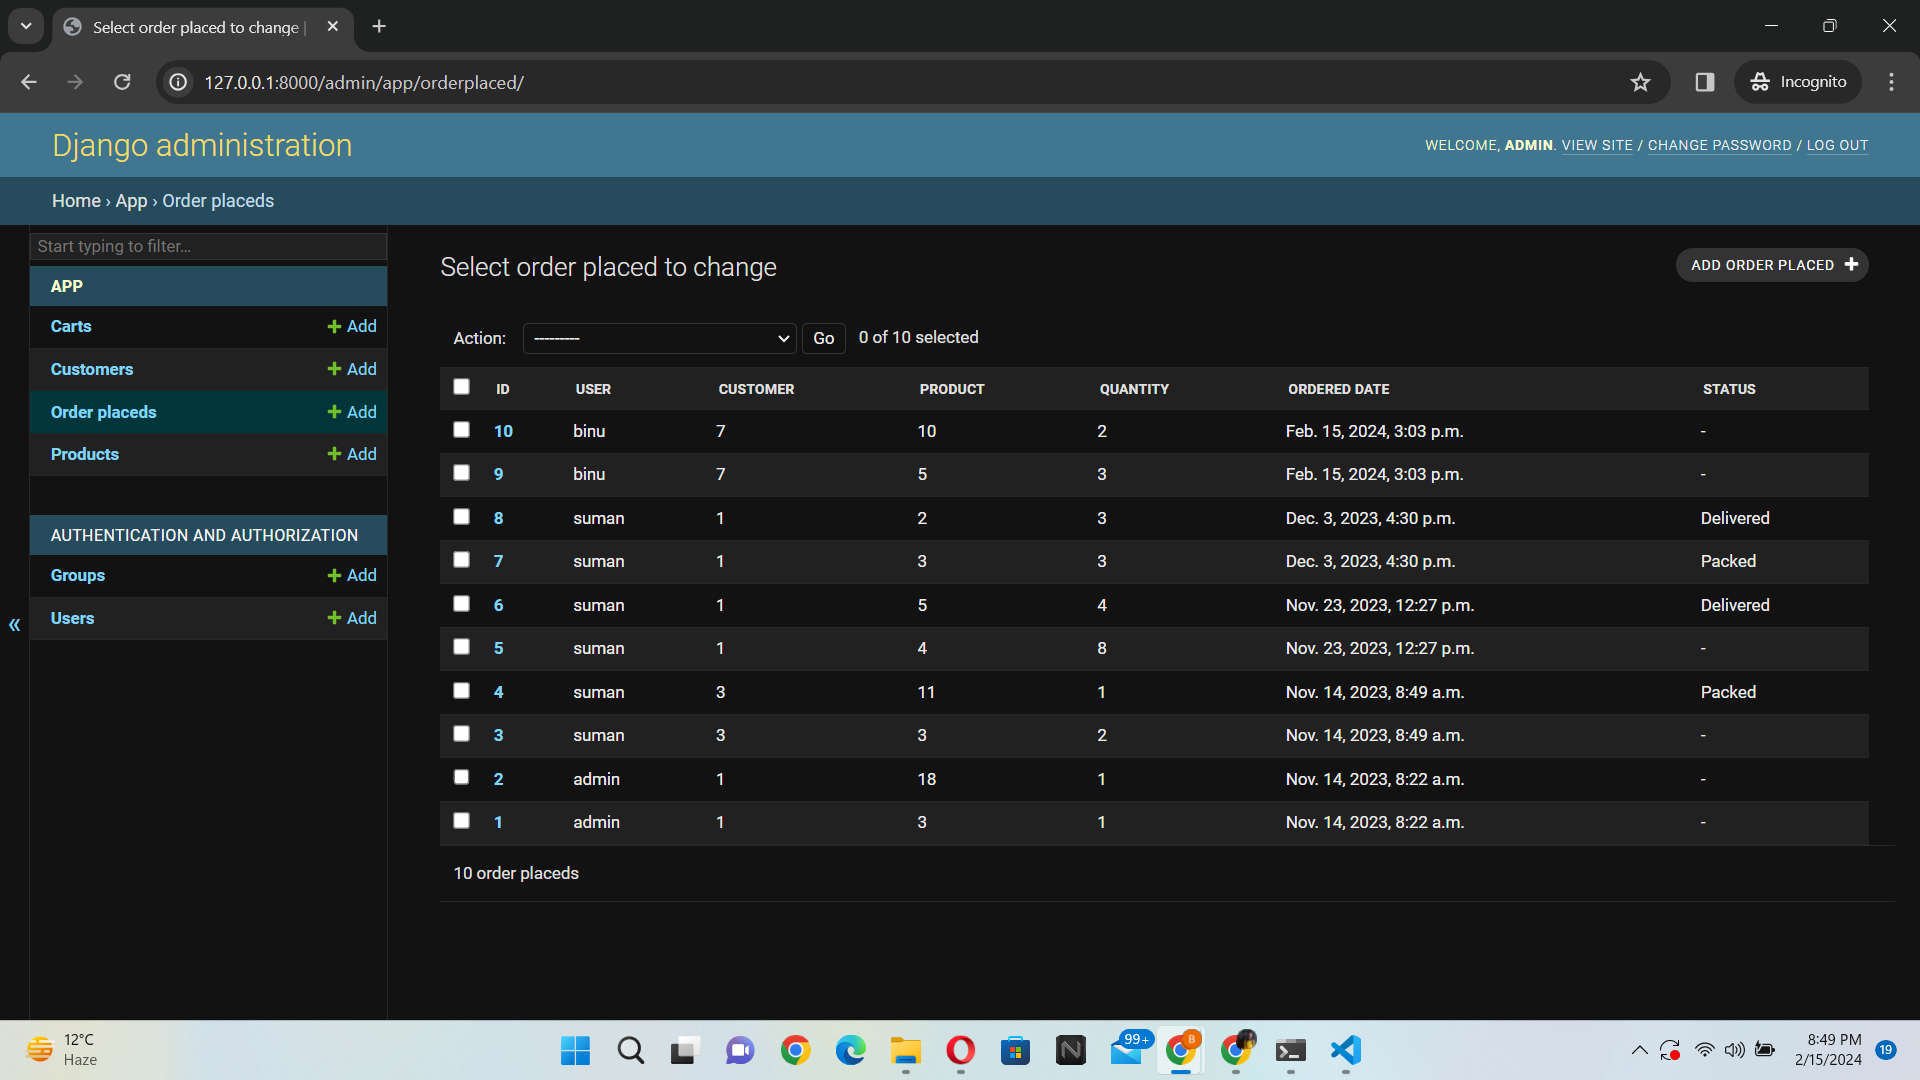 Select order placed to change |
127.0.0.1:8000/admin/app/orderplaced/
Incognito
Django administration
WELCOME, ADMIN. VIEW SITE / CHANGE PASSWORD / LOG OUT
Home › App › Order placeds
Start typing to filter...
APP
Carts + Add
Customers + Add
Order placeds + Add
Products + Add
AUTHENTICATION AND AUTHORIZATION
Groups + Add
Users + Add
«
Select order placed to change
ADD ORDER PLACED +
Action: --------- Go 0 of 10 selected
ID USER CUSTOMER PRODUCT QUANTITY ORDERED DATE STATUS
10 binu 7 10 2 Feb. 15, 2024, 3:03 p.m. -
9 binu 7 5 3 Feb. 15, 2024, 3:03 p.m. -
8 suman 1 2 3 Dec. 3, 2023, 4:30 p.m. Delivered
7 suman 1 3 3 Dec. 3, 2023, 4:30 p.m. Packed
6 suman 1 5 4 Nov. 23, 2023, 12:27 p.m. Delivered
5 suman 1 4 8 Nov. 23, 2023, 12:27 p.m. -
4 suman 3 11 1 Nov. 14, 2023, 8:49 a.m. Packed
3 suman 3 3 2 Nov. 14, 2023, 8:49 a.m. -
2 admin 1 18 1 Nov. 14, 2023, 8:22 a.m. -
1 admin 1 3 1 Nov. 14, 2023, 8:22 a.m. -
10 order placeds
12°C
Haze
99+
B
8:49 PM
2/15/2024
19